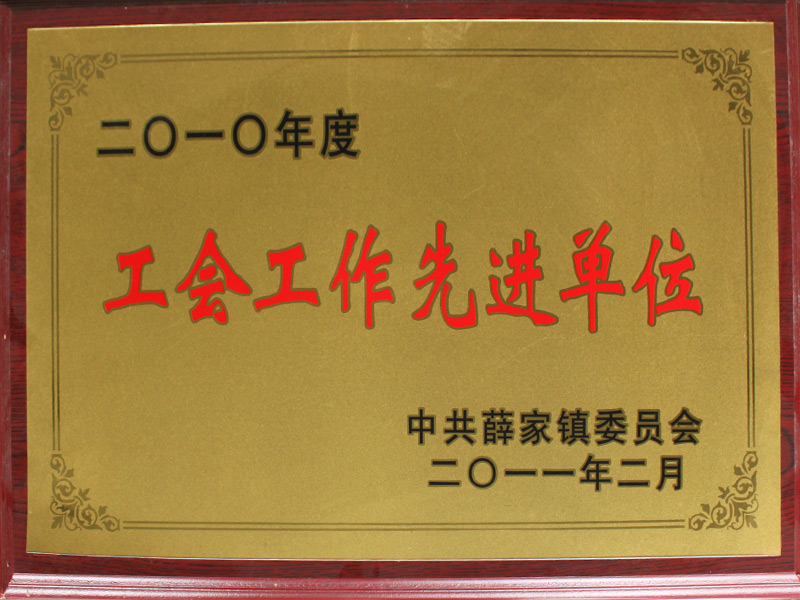 二〇一〇年度
工会工作先进单位
中共薛家镇委员会
二〇一一年二月